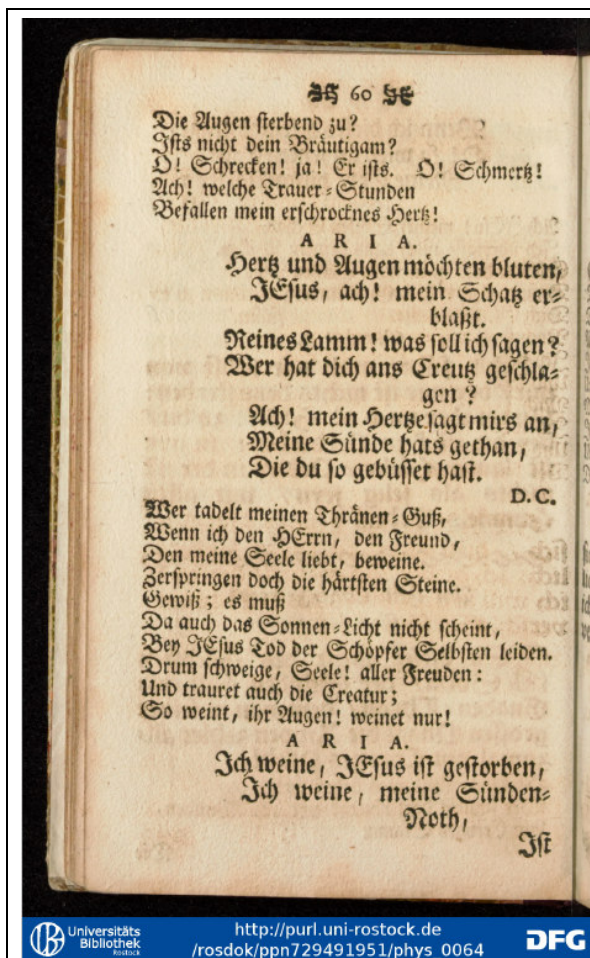 60
Die Augen sterbend zu?
Ists nicht dein Bräutigam?
O! Schrecken! ja! Er ists. O! Schmertz!
Ach! welche Trauer-Stunden
Befallen mein erschrocknes Hertz!
ARIA.
Hertz und Augen möchten bluten,
JEsus, ach! mein Schatz er-
blaßt.
Reines Lamm! was soll ich sagen?
Wer hat dich ans Creutz geschla-
gen?
Ach! mein Hertze sagt mirs an,
Meine Sünde hats gethan,
Die du so gebüsset hast.
D.C.
Wer tadelt meinen Thränen-Guß,
Wenn ich den HErrn, den Freund,
Den meine Seele liebt, beweine.
Zerspringen doch die härtsten Steine.
Gewiß; es muß
Da auch das Sonnen-Licht nicht scheint,
Bey JEsus Tod der Schöpfer Selbsten leiden.
Drum schweige, Seele! aller Freuden:
Und trauret auch die Creatur;
So weint, ihr Augen! weinet nur!
ARIA.
Ich weine, JEsus ist gestorben,
Ich weine, meine Sünden-
Noth,
Ist
Universitäts
Bibliothek
Rostock
http://purl.uni-rostock.de
/rosdok/ppn729491951/phys_0064
DFG